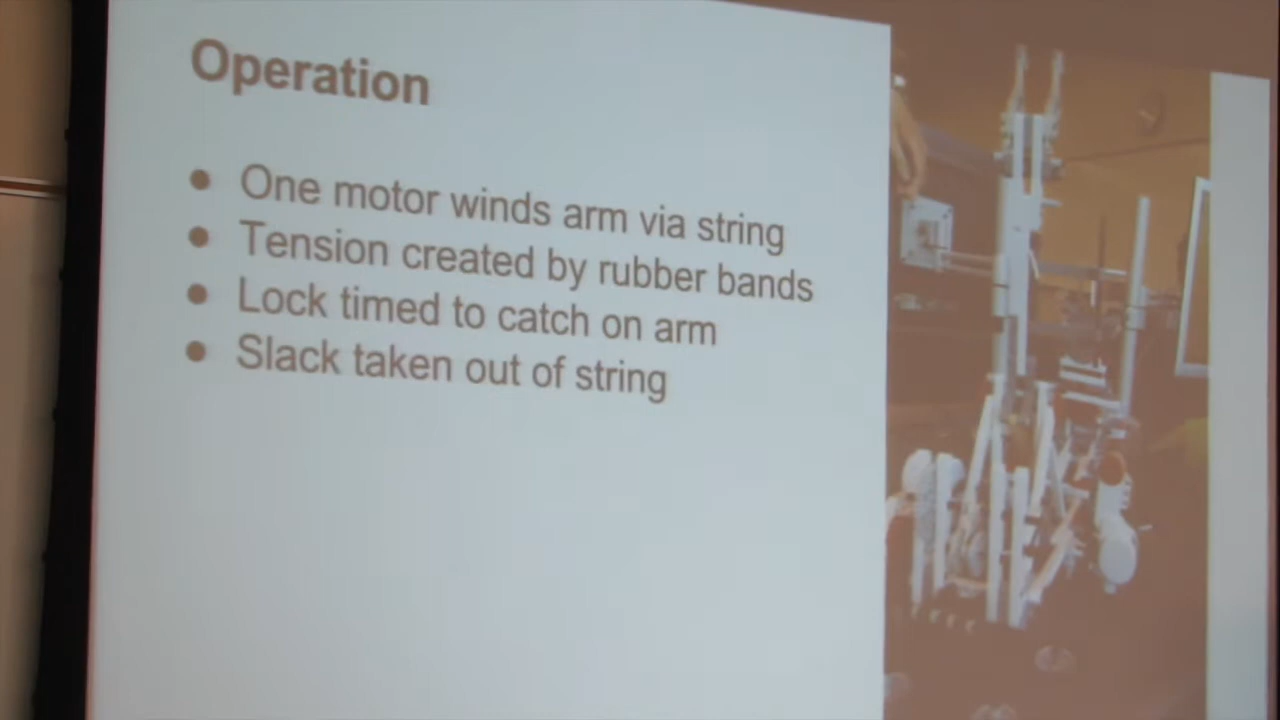 Operation
● One motor winds arm via string
● Tension created by rubber bands
● Lock timed to catch on arm
● Slack taken out of string